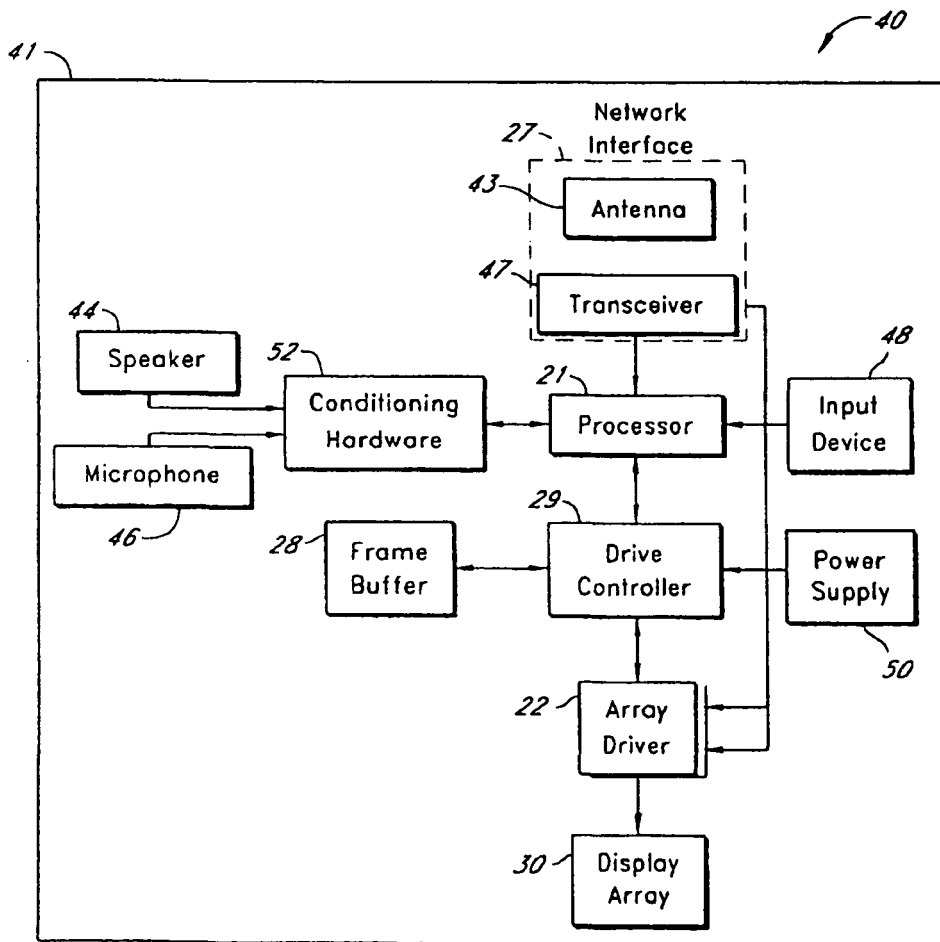 40
41
Network
Interface
27
43
Antenna
47
Transceiver
44
Speaker
52
Conditioning
Hardware
21
Processor
48
Input
Device
Microphone
46
28
Frame
Buffer
29
Drive
Controller
Power
Supply
50
22
Array
Driver
30
Display
Array